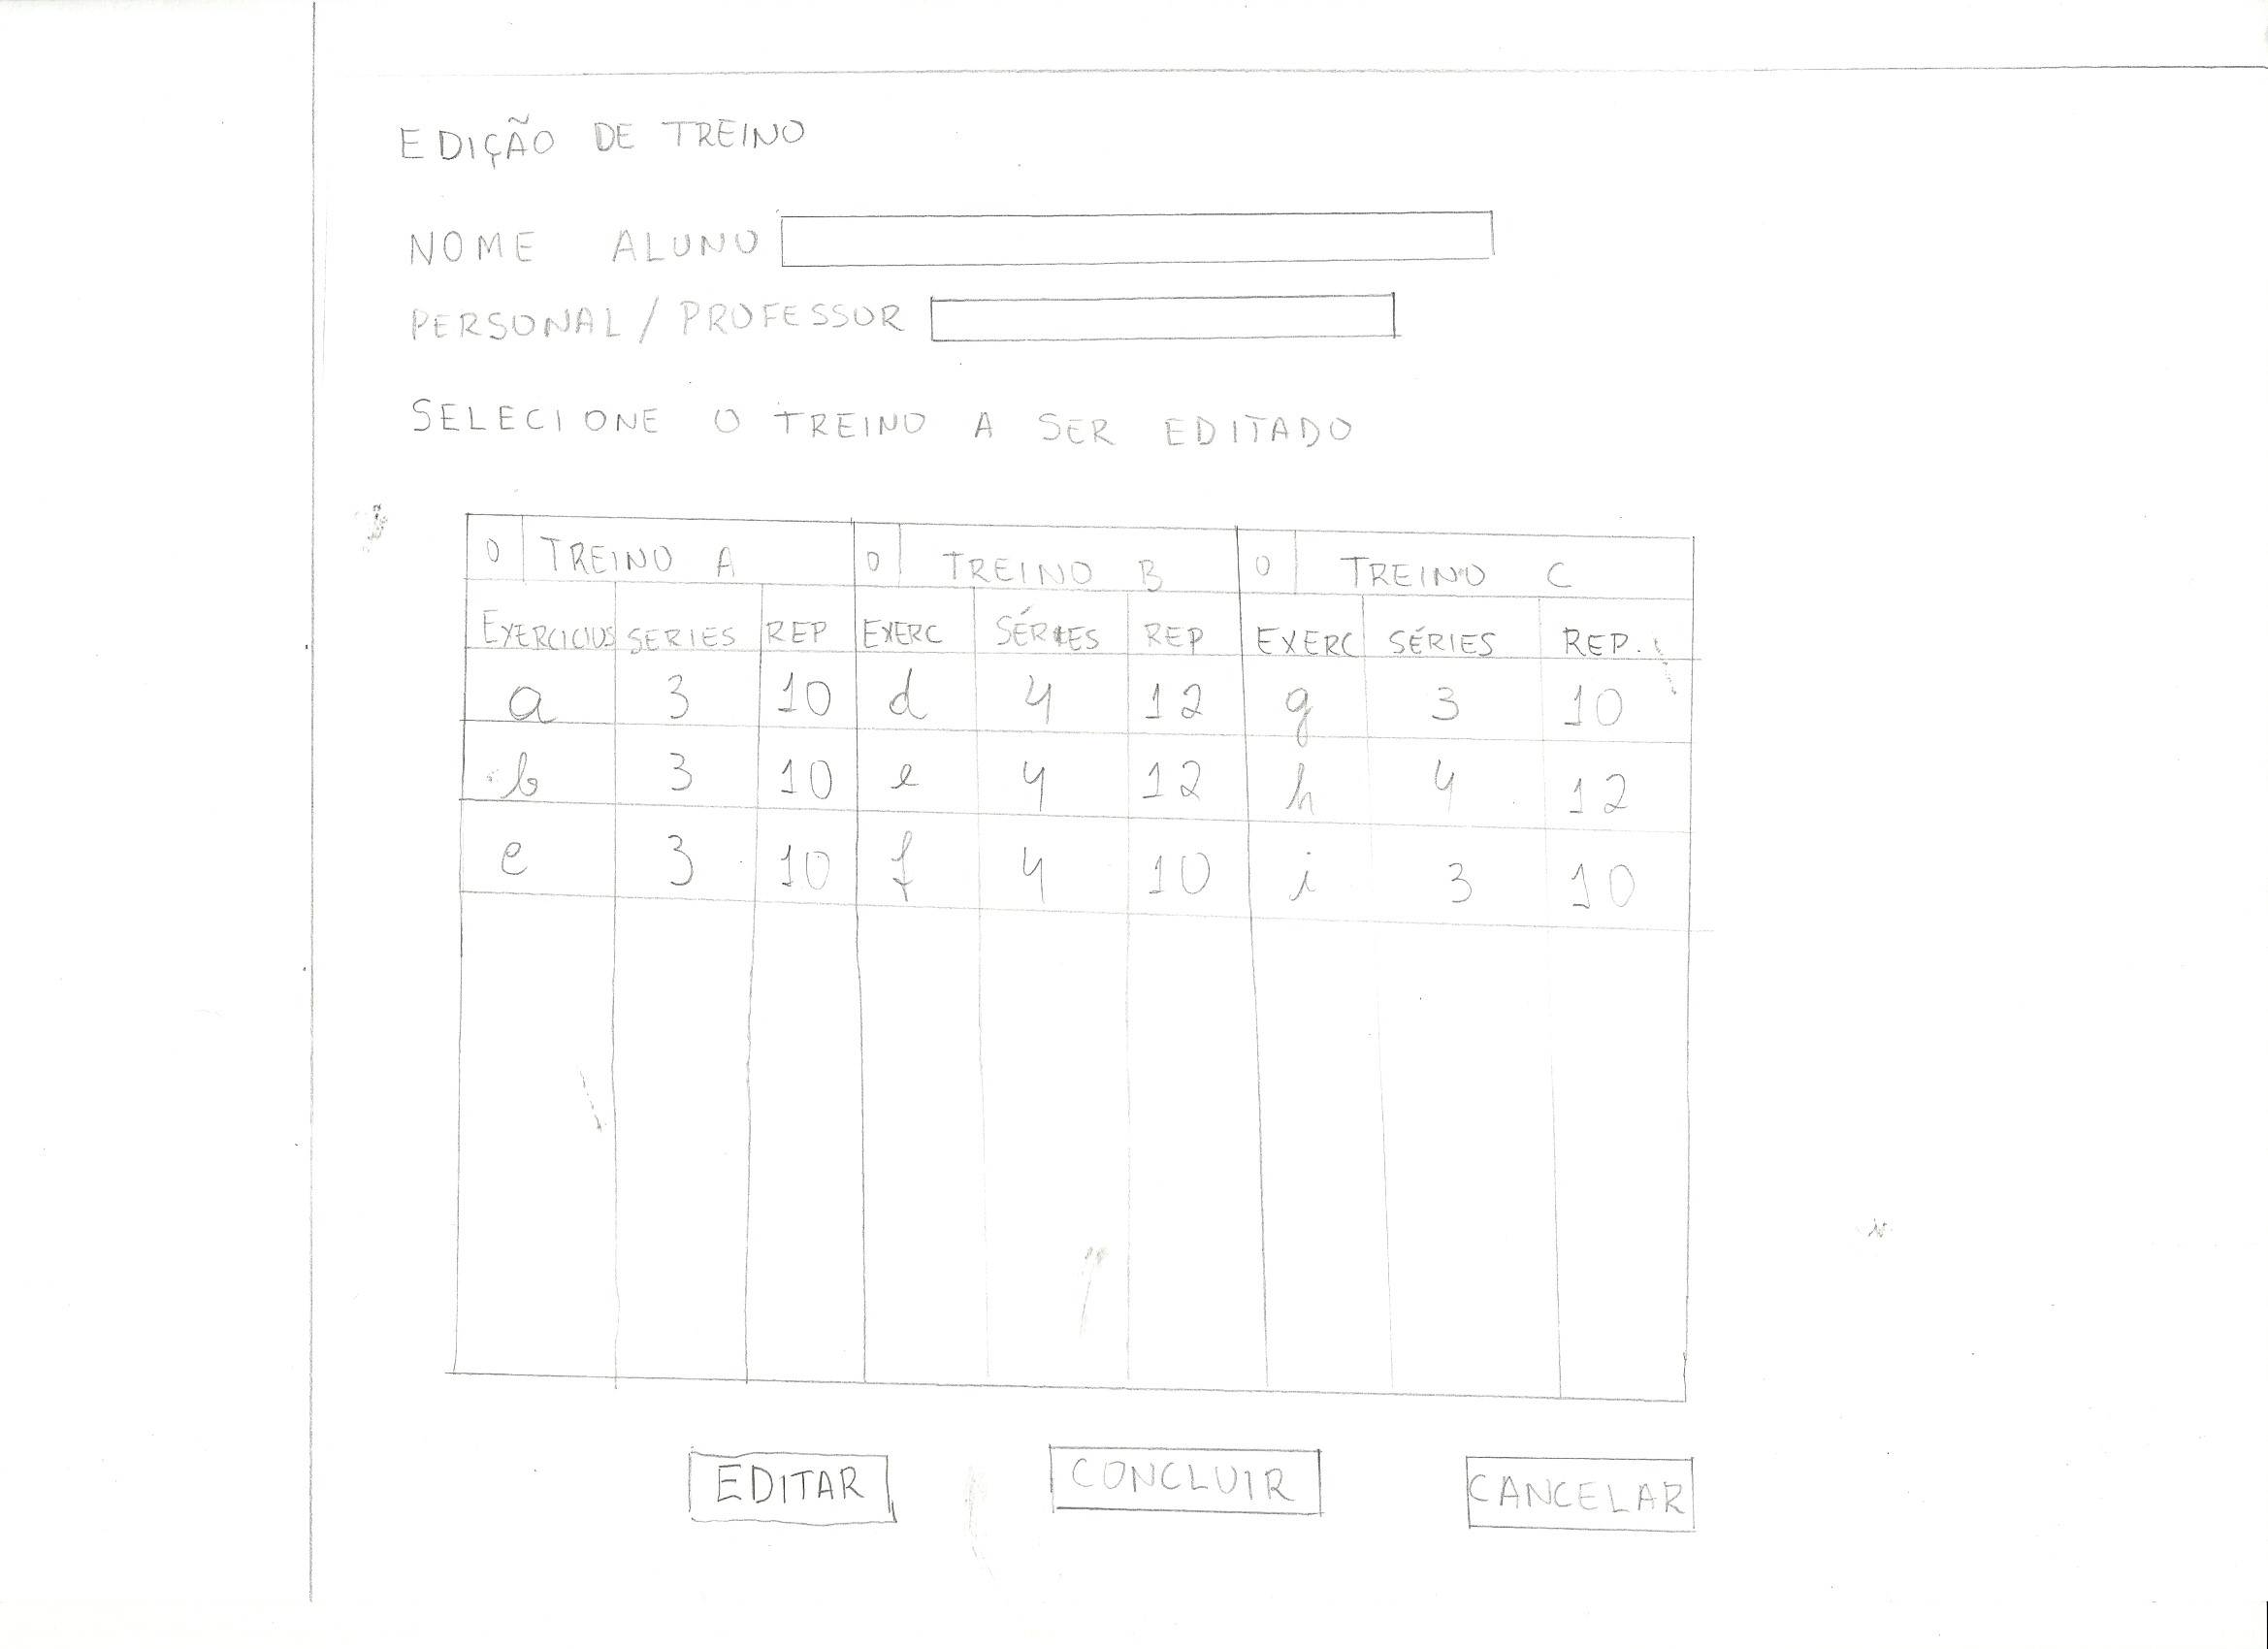 EDIÇÃO DE TREINO
NOME ALUNO
PERSONAL / PROFESSOR
SELECIONE O TREINO A SER EDITADO
O TREINO A O TREINO B O TREINO C
EXERCICIOS SERIES REP EXERC SÉRIES REP EXERC SÉRIES REP.
a 3 10 d 4 12 g 3 10
b 3 10 e 4 12 h 4 12
c 3 10 f 4 10 i 3 10
EDITAR CONCLUIR CANCELAR